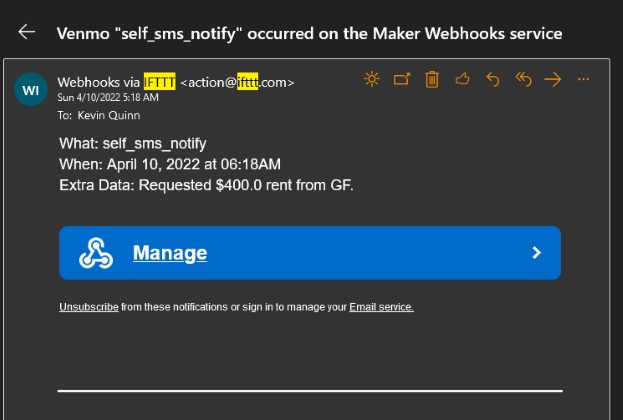 Venmo "self_sms_notify" occurred on the Maker Webhooks service
WI
Webhooks via IFTTT <action@ifttt.com>
Sun 4/10/2022 5:18 AM
To: Kevin Quinn
What: self_sms_notify
When: April 10, 2022 at 06:18AM
Extra Data: Requested $400.0 rent from GF.
Manage
Unsubscribe from these notifications or sign in to manage your Email service.